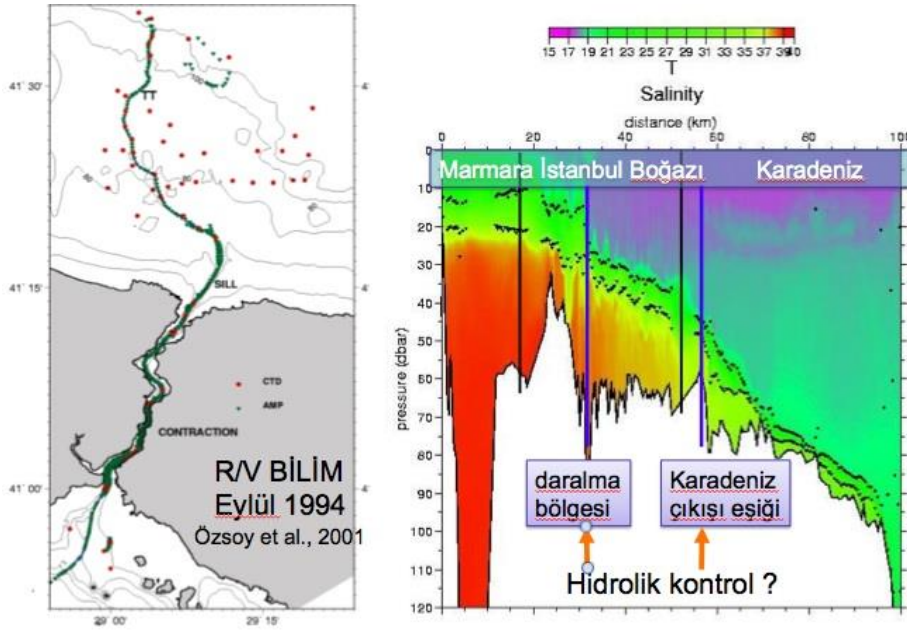 41° 30'
41° 15'
41° 00'
29° 00'
29° 15'
100
TT
SILL
CTD
AMP
CONTRACTION
R/V BİLİM
Eylül 1994
Özsoy et al., 2001
15 17 19 21 23 25 27 29 31 33 35 37 39 40
T
Salinity
distance (km)
0 20 40 60 80 100
Marmara İstanbul Boğazı Karadeniz
pressure (dbar)
0
10
20
30
40
50
60
70
80
90
100
110
120
daralma
bölgesi
Karadeniz
çıkışı eşiği
Hidrolik kontrol ?